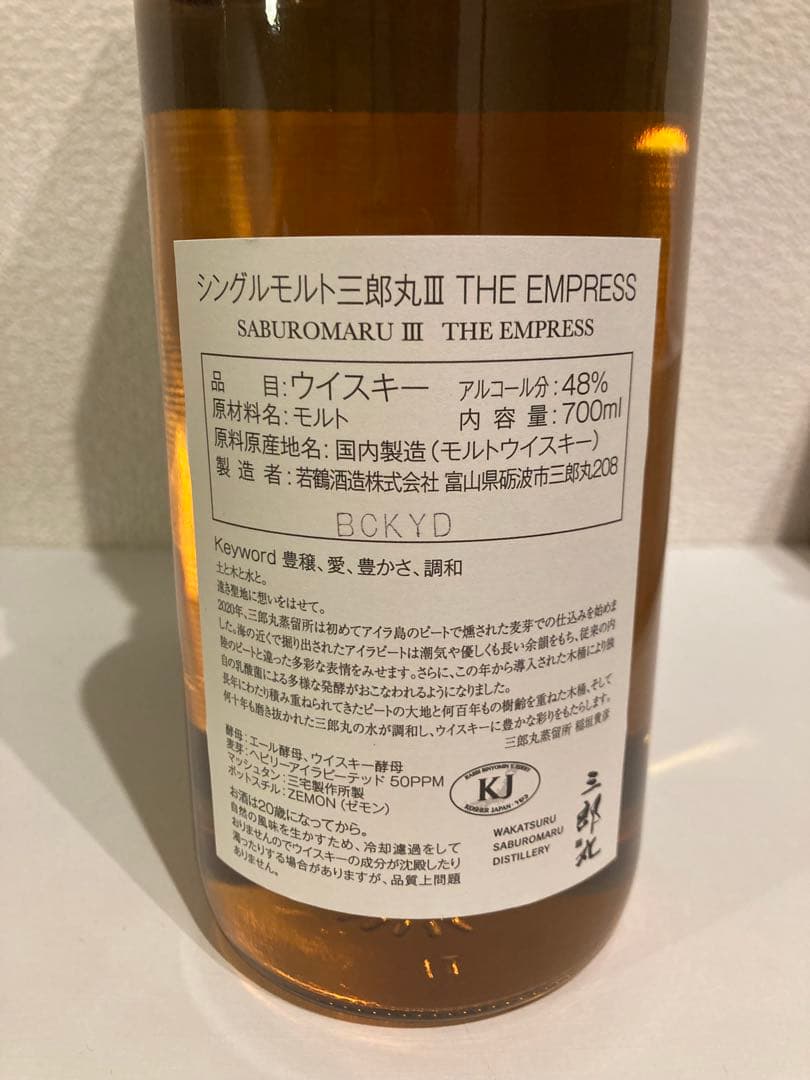 シングルモルト三郎丸Ⅲ THE EMPRESS
SABUROMARU Ⅲ THE EMPRESS
品目:ウイスキー アルコール分:48%
原材料名:モルト 内容量:700ml
原料原産地名:国内製造(モルトウイスキー)
製造者:若鶴酒造株式会社 富山県砺波市三郎丸208
BCKYD
Keyword 豊穣、愛、豊かさ、調和
土と木と水と。
遠き聖地に想いをはせて。
2020年、三郎丸蒸留所は初めてアイラ島のピートで燻された麦芽での仕込みを始めま
した。海の近くで掘り出されたアイラピートは潮気や優しくも長い余韻をもち、従来の内
陸のピートと違った多彩な表情をみせます。さらに、この年から導入された木桶により独
自の乳酸菌による多様な発酵がおこなわれるようになりました。
長年にわたり積み重ねられてきたピートの大地と何百年もの樹齢を重ねた木桶、そして
何十年も磨き抜かれた三郎丸の水が調和し、ウイスキーに豊かな彩りをもたらします。
三郎丸蒸留所 稲垣貴彦
酵母:エール酵母、ウイスキー酵母
麦芽:ヘビリーアイラピーテッド 50PPM
マッシュタン:三宅製作所製
ポットスチル:ZEMON(ゼモン)
お酒は20歳になってから。
自然の風味を生かすため、冷却濾過をして
おりませんのでウイスキーの成分が沈殿したり
濁ったりする場合がありますが、品質上問題
ありません。
KJ
KOSHER JAPAN
WAKATSURU
SABUROMARU
DISTILLERY
三郎丸